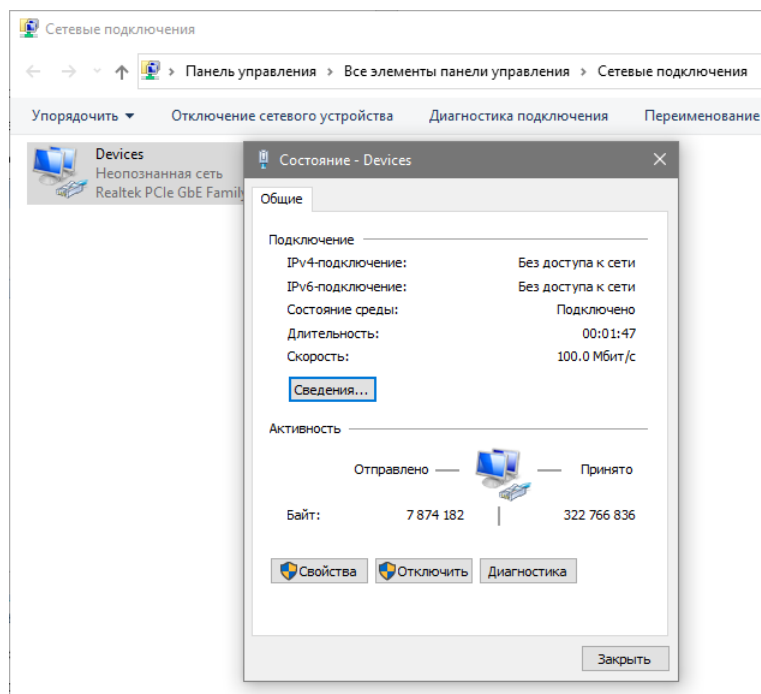 Сетевые подключения
Панель управления › Все элементы панели управления › Сетевые подключения
Упорядочить Отключение сетевого устройства Диагностика подключения Переименование
Devices
Неопознанная сеть
Realtek PCIe GbE Family
Состояние - Devices
Общие
Подключение
IPv4-подключение: Без доступа к сети
IPv6-подключение: Без доступа к сети
Состояние среды: Подключено
Длительность: 00:01:47
Скорость: 100.0 Мбит/с
Сведения...
Активность
Отправлено Принято
Байт: 7 874 182 322 766 836
Свойства Отключить Диагностика
Закрыть